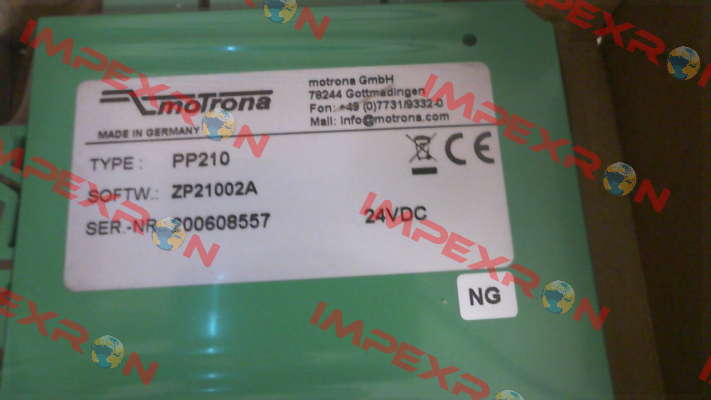 motrona
motrona GmbH
78244 Gottmadingen
Fon: +49 (0)7731/9332-0
Mail: info@motrona.com
MADE IN GERMANY
TYPE: PP210
SOFTW.: ZP21002A
SER.-NR 200608557
24VDC
CE
NG
IMPEXRON
IMPEXRON
IMPEXRON
IMPEXRON
IMPEXRON
IMPEXRON